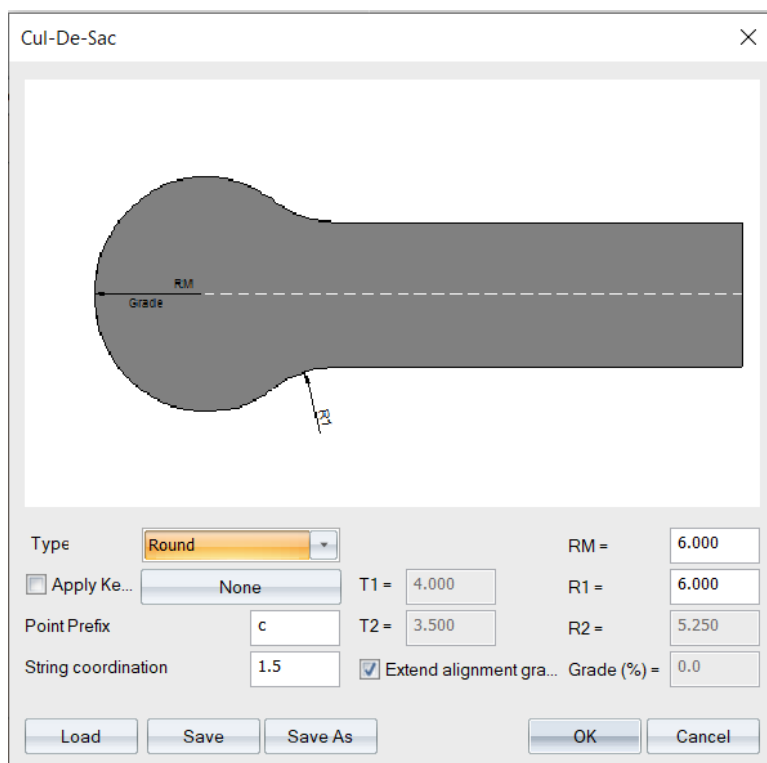 Cul-De-Sac
RM
Grade
R1
Type Round RM = 6.000
Apply Ke... None T1 = 4.000 R1 = 6.000
Point Prefix c T2 = 3.500 R2 = 5.250
String coordination 1.5 Extend alignment gra... Grade (%) = 0.0
Load Save Save As OK Cancel